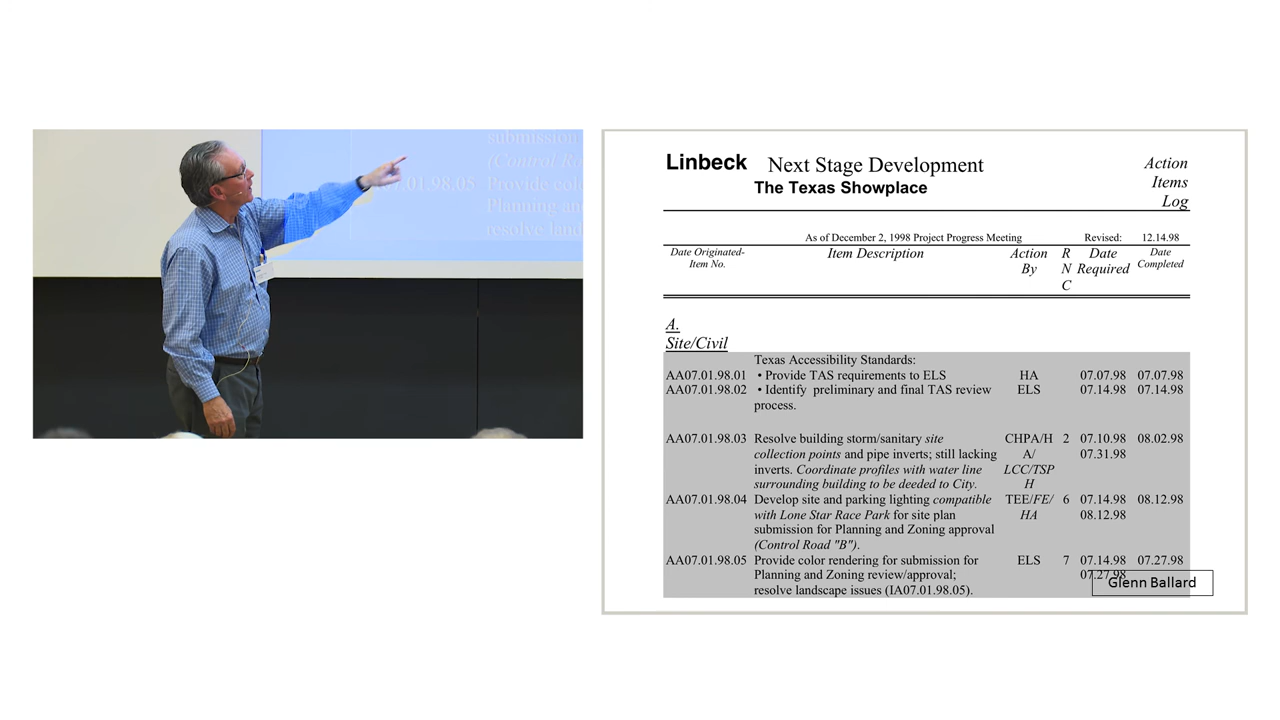 submission
(Control Ro
7.01.98.05 Provide colo
Planning an
resolve land
Linbeck Next Stage Development
The Texas Showplace
Action
Items
Log
As of December 2, 1998 Project Progress Meeting Revised: 12.14.98
Date Originated- Item Description Action R Date Date
Item No. By N Required Completed
C
A.
Site/Civil
Texas Accessibility Standards:
AA07.01.98.01 • Provide TAS requirements to ELS HA 07.07.98 07.07.98
AA07.01.98.02 • Identify preliminary and final TAS review ELS 07.14.98 07.14.98
process.
AA07.01.98.03 Resolve building storm/sanitary site CHPA/H 2 07.10.98 08.02.98
collection points and pipe inverts; still lacking A/ 07.31.98
inverts. Coordinate profiles with water line LCC/TSP
surrounding building to be deeded to City. H
AA07.01.98.04 Develop site and parking lighting compatible TEE/FE/ 6 07.14.98 08.12.98
with Lone Star Race Park for site plan HA 08.12.98
submission for Planning and Zoning approval
(Control Road "B").
AA07.01.98.05 Provide color rendering for submission for ELS 7 07.14.98 07.27.98
Planning and Zoning review/approval; 07.27.98
resolve landscape issues (IA07.01.98.05).
Glenn Ballard